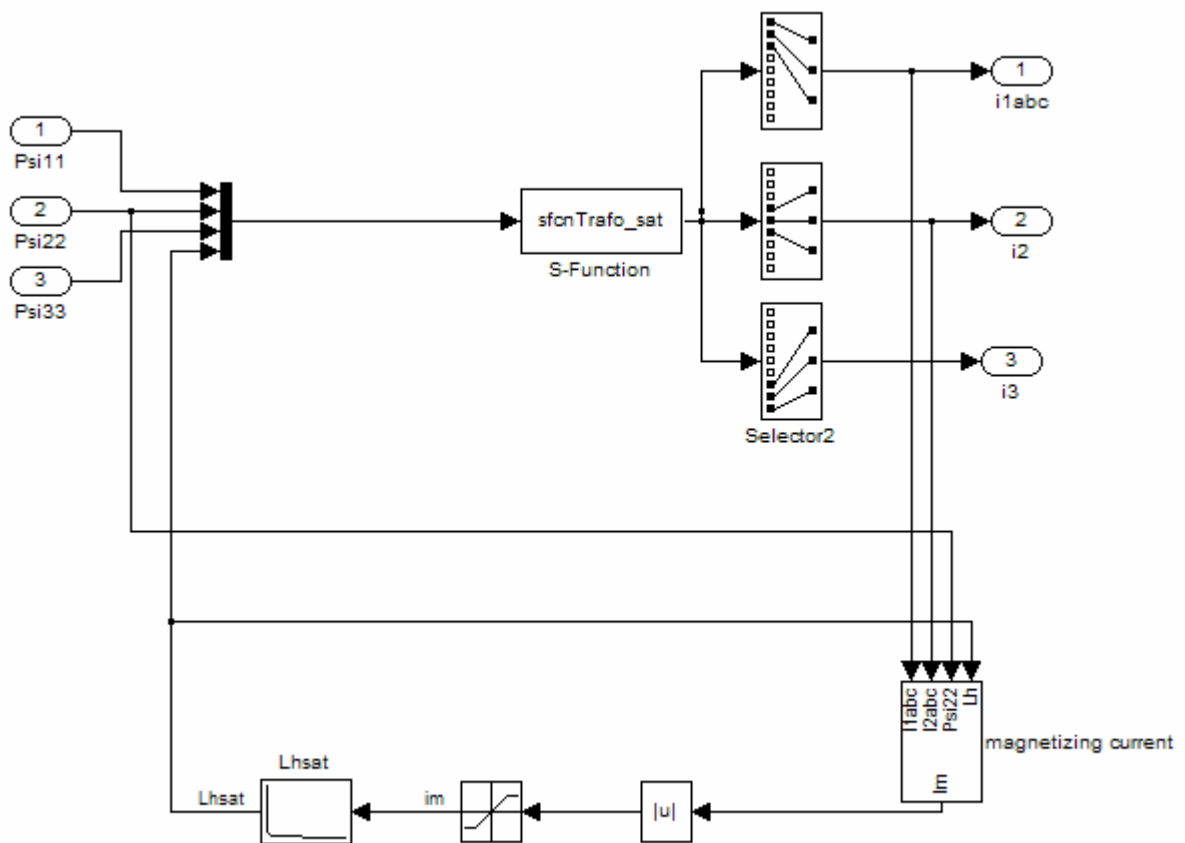 1
i1abc
1
Psi11
2
Psi22
3
Psi33
sfcnTrafo_sat
S-Function
2
i2
3
i3
Selector2
I1abc
I2abc
Psi22
Lh
Im
magnetizing current
Lhsat
Lhsat
im
|u|